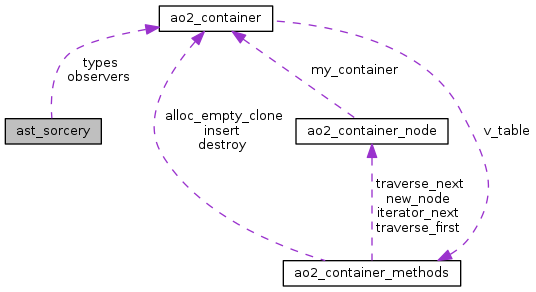 ao2_container
types
observers
my_container
alloc_empty_clone
insert
destroy
ast_sorcery
ao2_container_node
v_table
traverse_next
new_node
iterator_next
traverse_first
ao2_container_methods